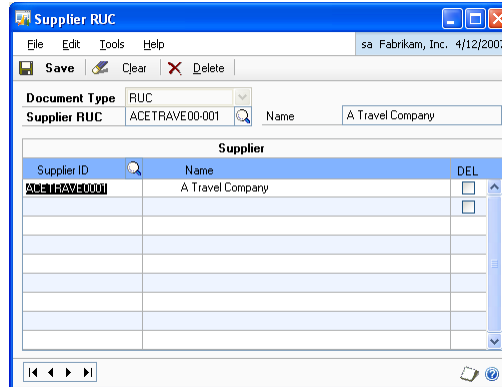 Supplier RUC
File Edit Tools Help sa Fabrikam, Inc. 4/12/2007
Save Clear Delete
Document Type RUC
Supplier RUC ACETRAVE00-001 Name A Travel Company
Supplier
Supplier ID Name DEL
ACETRAVE0001 A Travel Company